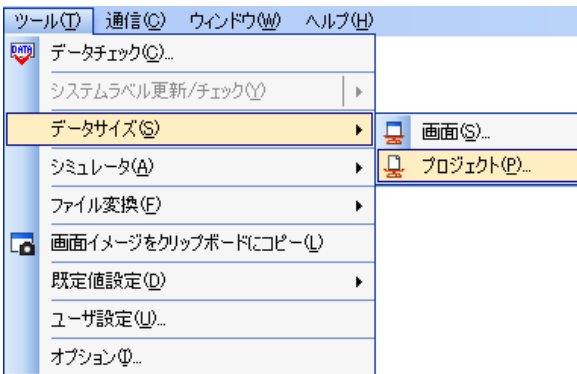 ツール(T) 通信(C) ウィンドウ(W) ヘルプ(H)
DATA データチェック(C)...
システムラベル更新/チェック(Y)
データサイズ(S)
画面(S)...
シミュレータ(A)
プロジェクト(P)...
ファイル変換(F)
画面イメージをクリップボードにコピー(L)
既定値設定(D)
ユーザ設定(U)...
オプション(I)...